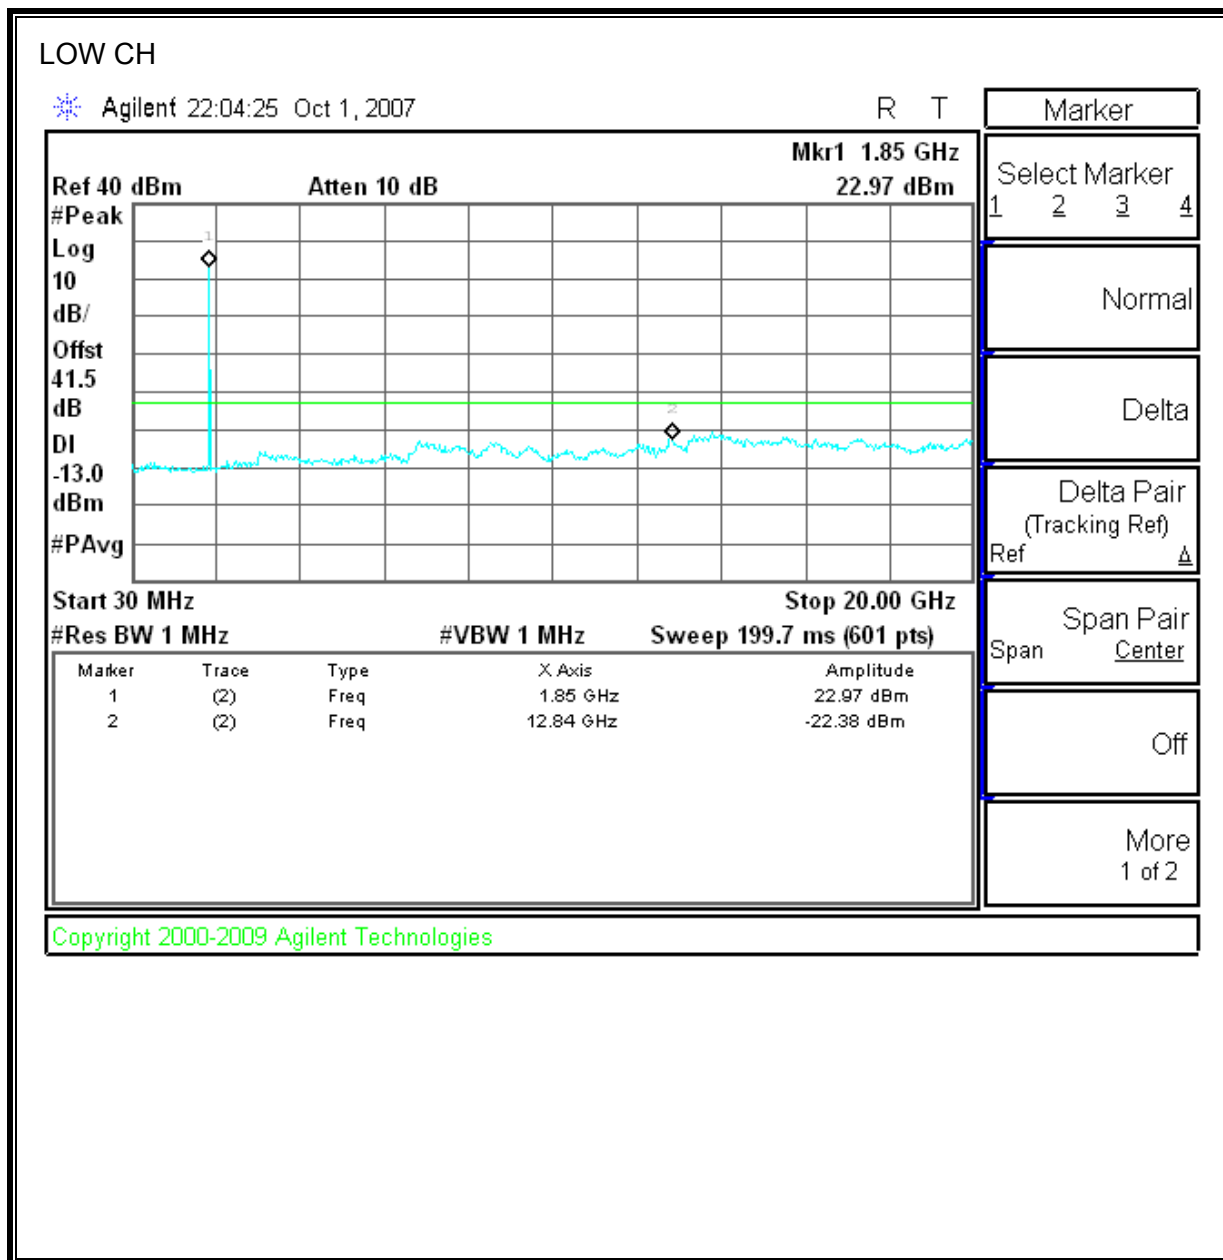 LOW CH
Agilent 22:04:25 Oct 1, 2007 R T
Mkr1 1.85 GHz
Ref 40 dBm Atten 10 dB 22.97 dBm
#Peak
Log
10
dB/
Offst
41.5
dB
DI
-13.0
dBm
#PAvg
1
2
Start 30 MHz Stop 20.00 GHz
#Res BW 1 MHz #VBW 1 MHz Sweep 199.7 ms (601 pts)
Marker Trace Type X Axis Amplitude
1 (2) Freq 1.85 GHz 22.97 dBm
2 (2) Freq 12.84 GHz -22.38 dBm
Marker
Select Marker
1 2 3 4
Normal
Delta
Delta Pair
(Tracking Ref)
Ref Δ
Span Pair
Span Center
Off
More
1 of 2
Copyright 2000-2009 Agilent Technologies